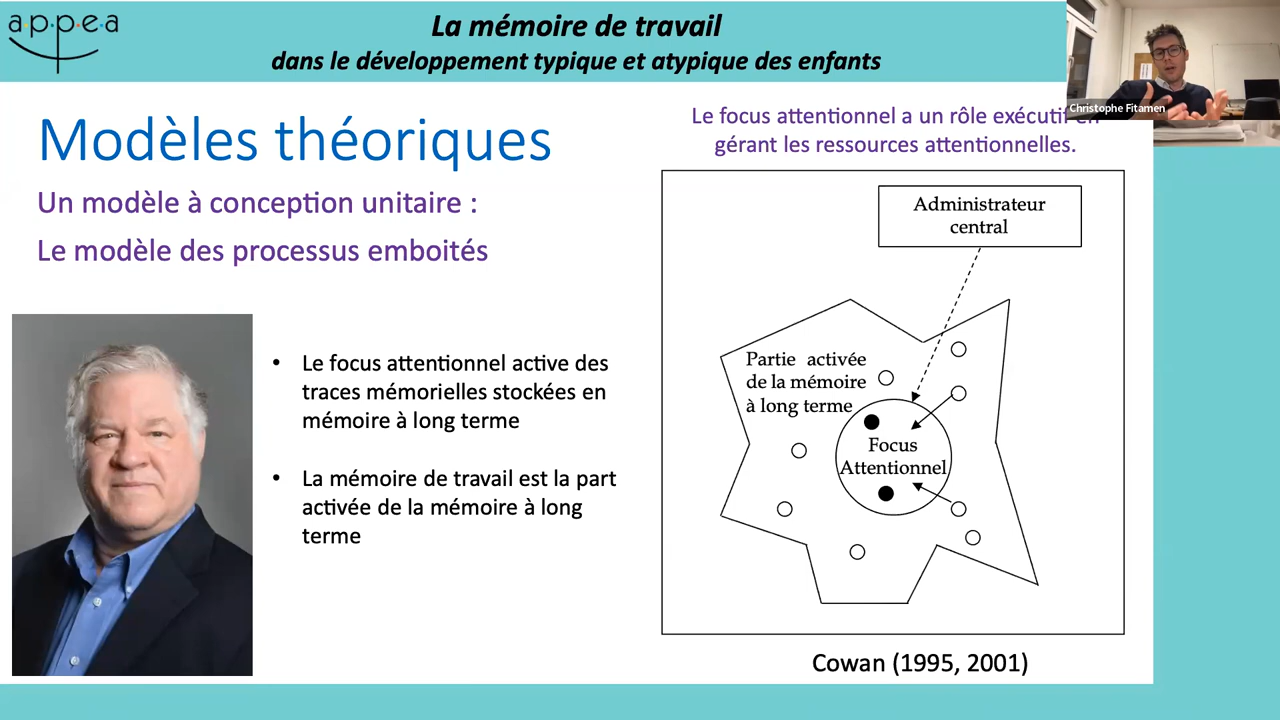 a·p·p·e·a
La mémoire de travail
dans le développement typique et atypique des enfants
Christophe Fitamen
Modèles théoriques
Un modèle à conception unitaire :
Le modèle des processus emboités
• Le focus attentionnel active des
traces mémorielles stockées en
mémoire à long terme
• La mémoire de travail est la part
activée de la mémoire à long
terme
Le focus attentionnel a un rôle exécutif en
gérant les ressources attentionnelles.
Administrateur
central
Partie activée
de la mémoire
à long terme
Focus
Attentionnel
Cowan (1995, 2001)